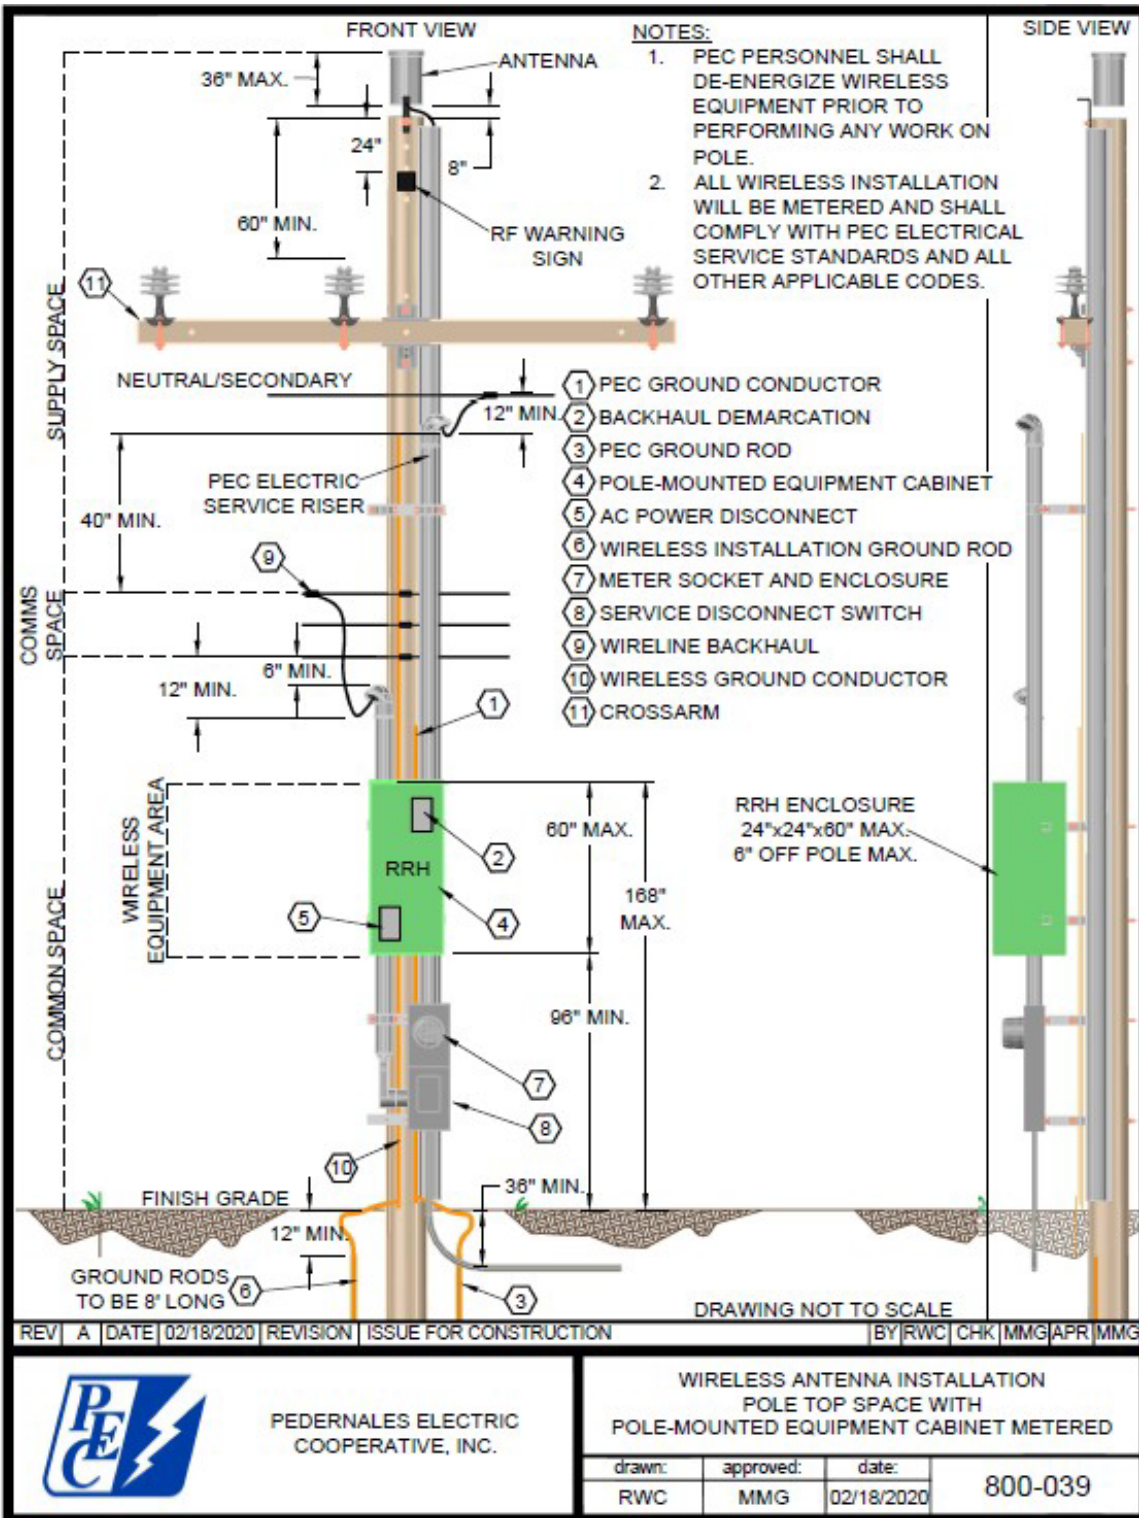 FRONT VIEW
NOTES:
SIDE VIEW
1. PEC PERSONNEL SHALL
DE-ENERGIZE WIRELESS
EQUIPMENT PRIOR TO
PERFORMING ANY WORK ON
POLE.
2. ALL WIRELESS INSTALLATION
WILL BE METERED AND SHALL
COMPLY WITH PEC ELECTRICAL
SERVICE STANDARDS AND ALL
OTHER APPLICABLE CODES.
36" MAX.
ANTENNA
24"
8"
60" MIN.
RF WARNING
SIGN
11
SUPPLY SPACE
NEUTRAL/SECONDARY
12" MIN.
PEC ELECTRIC
SERVICE RISER
40" MIN.
1 PEC GROUND CONDUCTOR
2 BACKHAUL DEMARCATION
3 PEC GROUND ROD
4 POLE-MOUNTED EQUIPMENT CABINET
5 AC POWER DISCONNECT
6 WIRELESS INSTALLATION GROUND ROD
7 METER SOCKET AND ENCLOSURE
8 SERVICE DISCONNECT SWITCH
9 WIRELINE BACKHAUL
10 WIRELESS GROUND CONDUCTOR
11 CROSSARM
9
COMMS
SPACE
6" MIN.
12" MIN.
1
WIRELESS
EQUIPMENT AREA
60" MAX.
RRH
2
168"
MAX.
5
4
RRH ENCLOSURE
24"x24"x60" MAX.
6" OFF POLE MAX.
COMMON SPACE
96" MIN.
7
8
10
36" MIN.
FINISH GRADE
12" MIN.
GROUND RODS
TO BE 8' LONG
6
3
DRAWING NOT TO SCALE
REV A DATE 02/18/2020 REVISION ISSUE FOR CONSTRUCTION BY RWC CHK MMG APR MMG
PEC
PEDERNALES ELECTRIC
COOPERATIVE, INC.
WIRELESS ANTENNA INSTALLATION
POLE TOP SPACE WITH
POLE-MOUNTED EQUIPMENT CABINET METERED
drawn: approved: date:
RWC MMG 02/18/2020
800-039